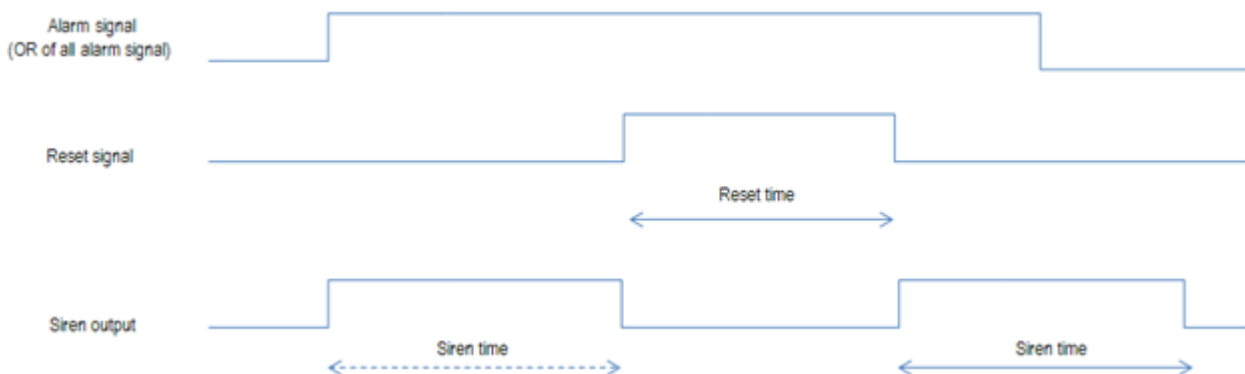 Alarm signal
(OR of all alarm signal)
Reset signal
Reset time
Siren output
Siren time
Siren time